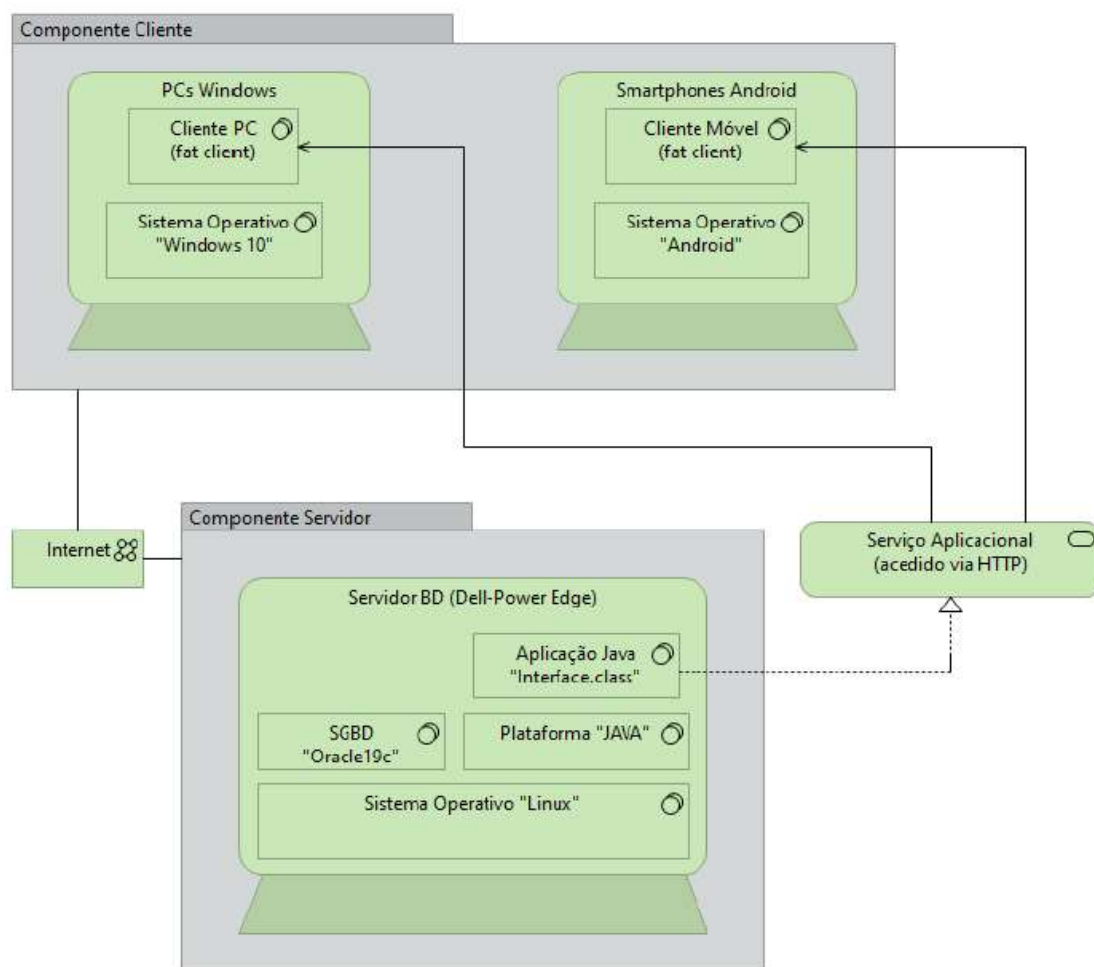 Componente Cliente
PCs Windows
Cliente PC
(fat client)
Sistema Operativo
"Windows 10"
Smartphones Android
Cliente Móvel
(fat client)
Sistema Operativo
"Android"
Internet
Componente Servidor
Servidor BD (Dell-Power Edge)
Aplicação Java
"Interface.class"
SGBD
"Oracle19c"
Plataforma "JAVA"
Sistema Operativo "Linux"
Serviço Aplicacional
(acedido via HTTP)